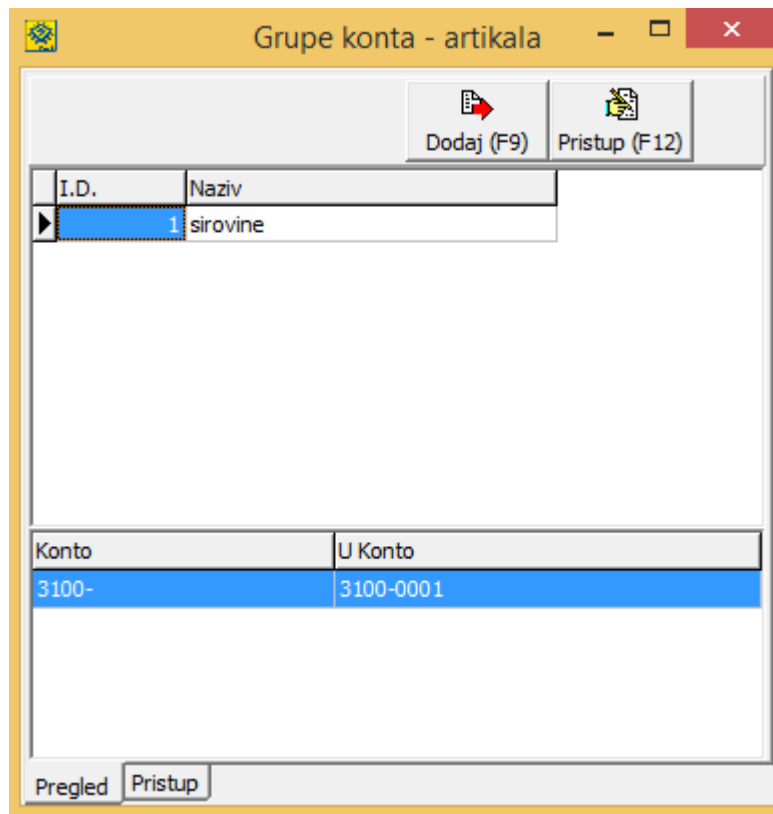 Grupe konta - artikala
Dodaj (F9) Pristup (F12)
I.D. Naziv
1 sirovine
Konto U Konto
3100- 3100-0001
Pregled Pristup